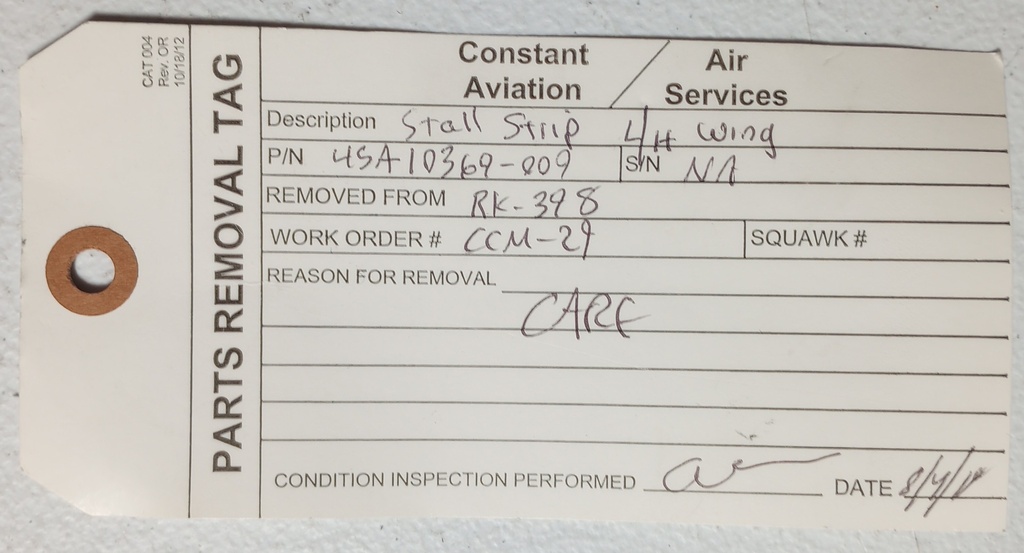 CAT 004
Rev. OR
10/18/12
PARTS REMOVAL TAG
Constant Aviation / Air Services
Description Stall Strip L/H Wing
P/N 45A10369-009 S/N NA
REMOVED FROM RK-398
WORK ORDER # CCM-29 SQUAWK #
REASON FOR REMOVAL
CARE
CONDITION INSPECTION PERFORMED
DATE